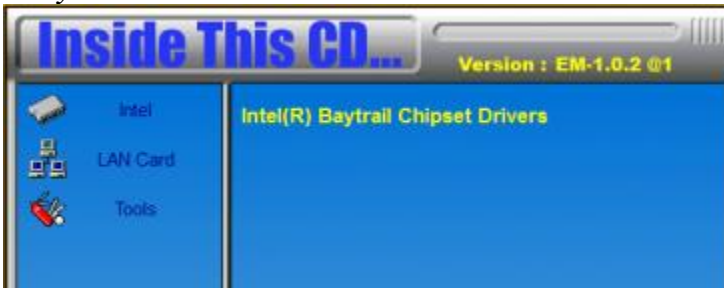 Inside This CD...
Version : EM-1.0.2 @1
Intel
Intel(R) Baytrail Chipset Drivers
LAN Card
Tools